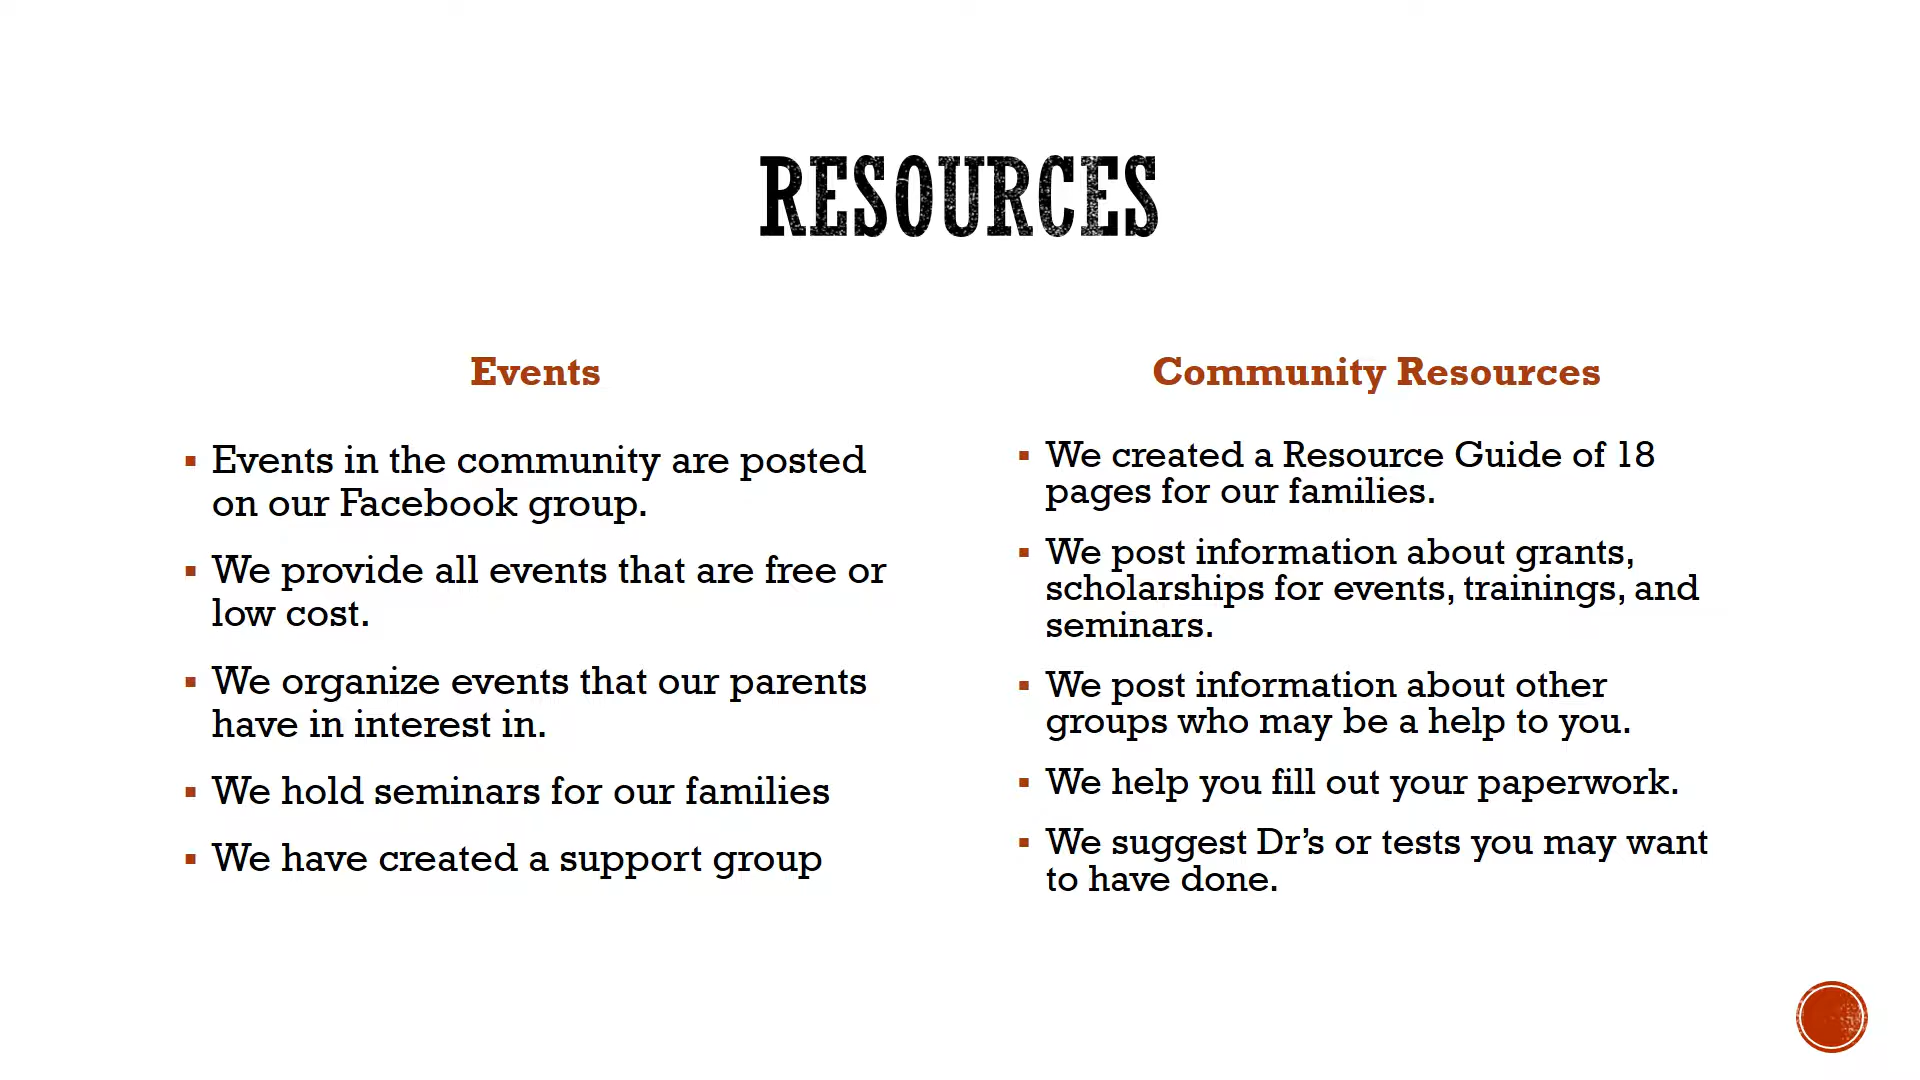 RESOURCES
Events
Events in the community are posted
on our Facebook group.
We provide all events that are free or
low cost.
We organize events that our parents
have in interest in.
We hold seminars for our families
We have created a support group
Community Resources
We created a Resource Guide of 18
pages for our families.
We post information about grants,
scholarships for events, trainings, and
seminars.
We post information about other
groups who may be a help to you.
We help you fill out your paperwork.
We suggest Dr’s or tests you may want
to have done.